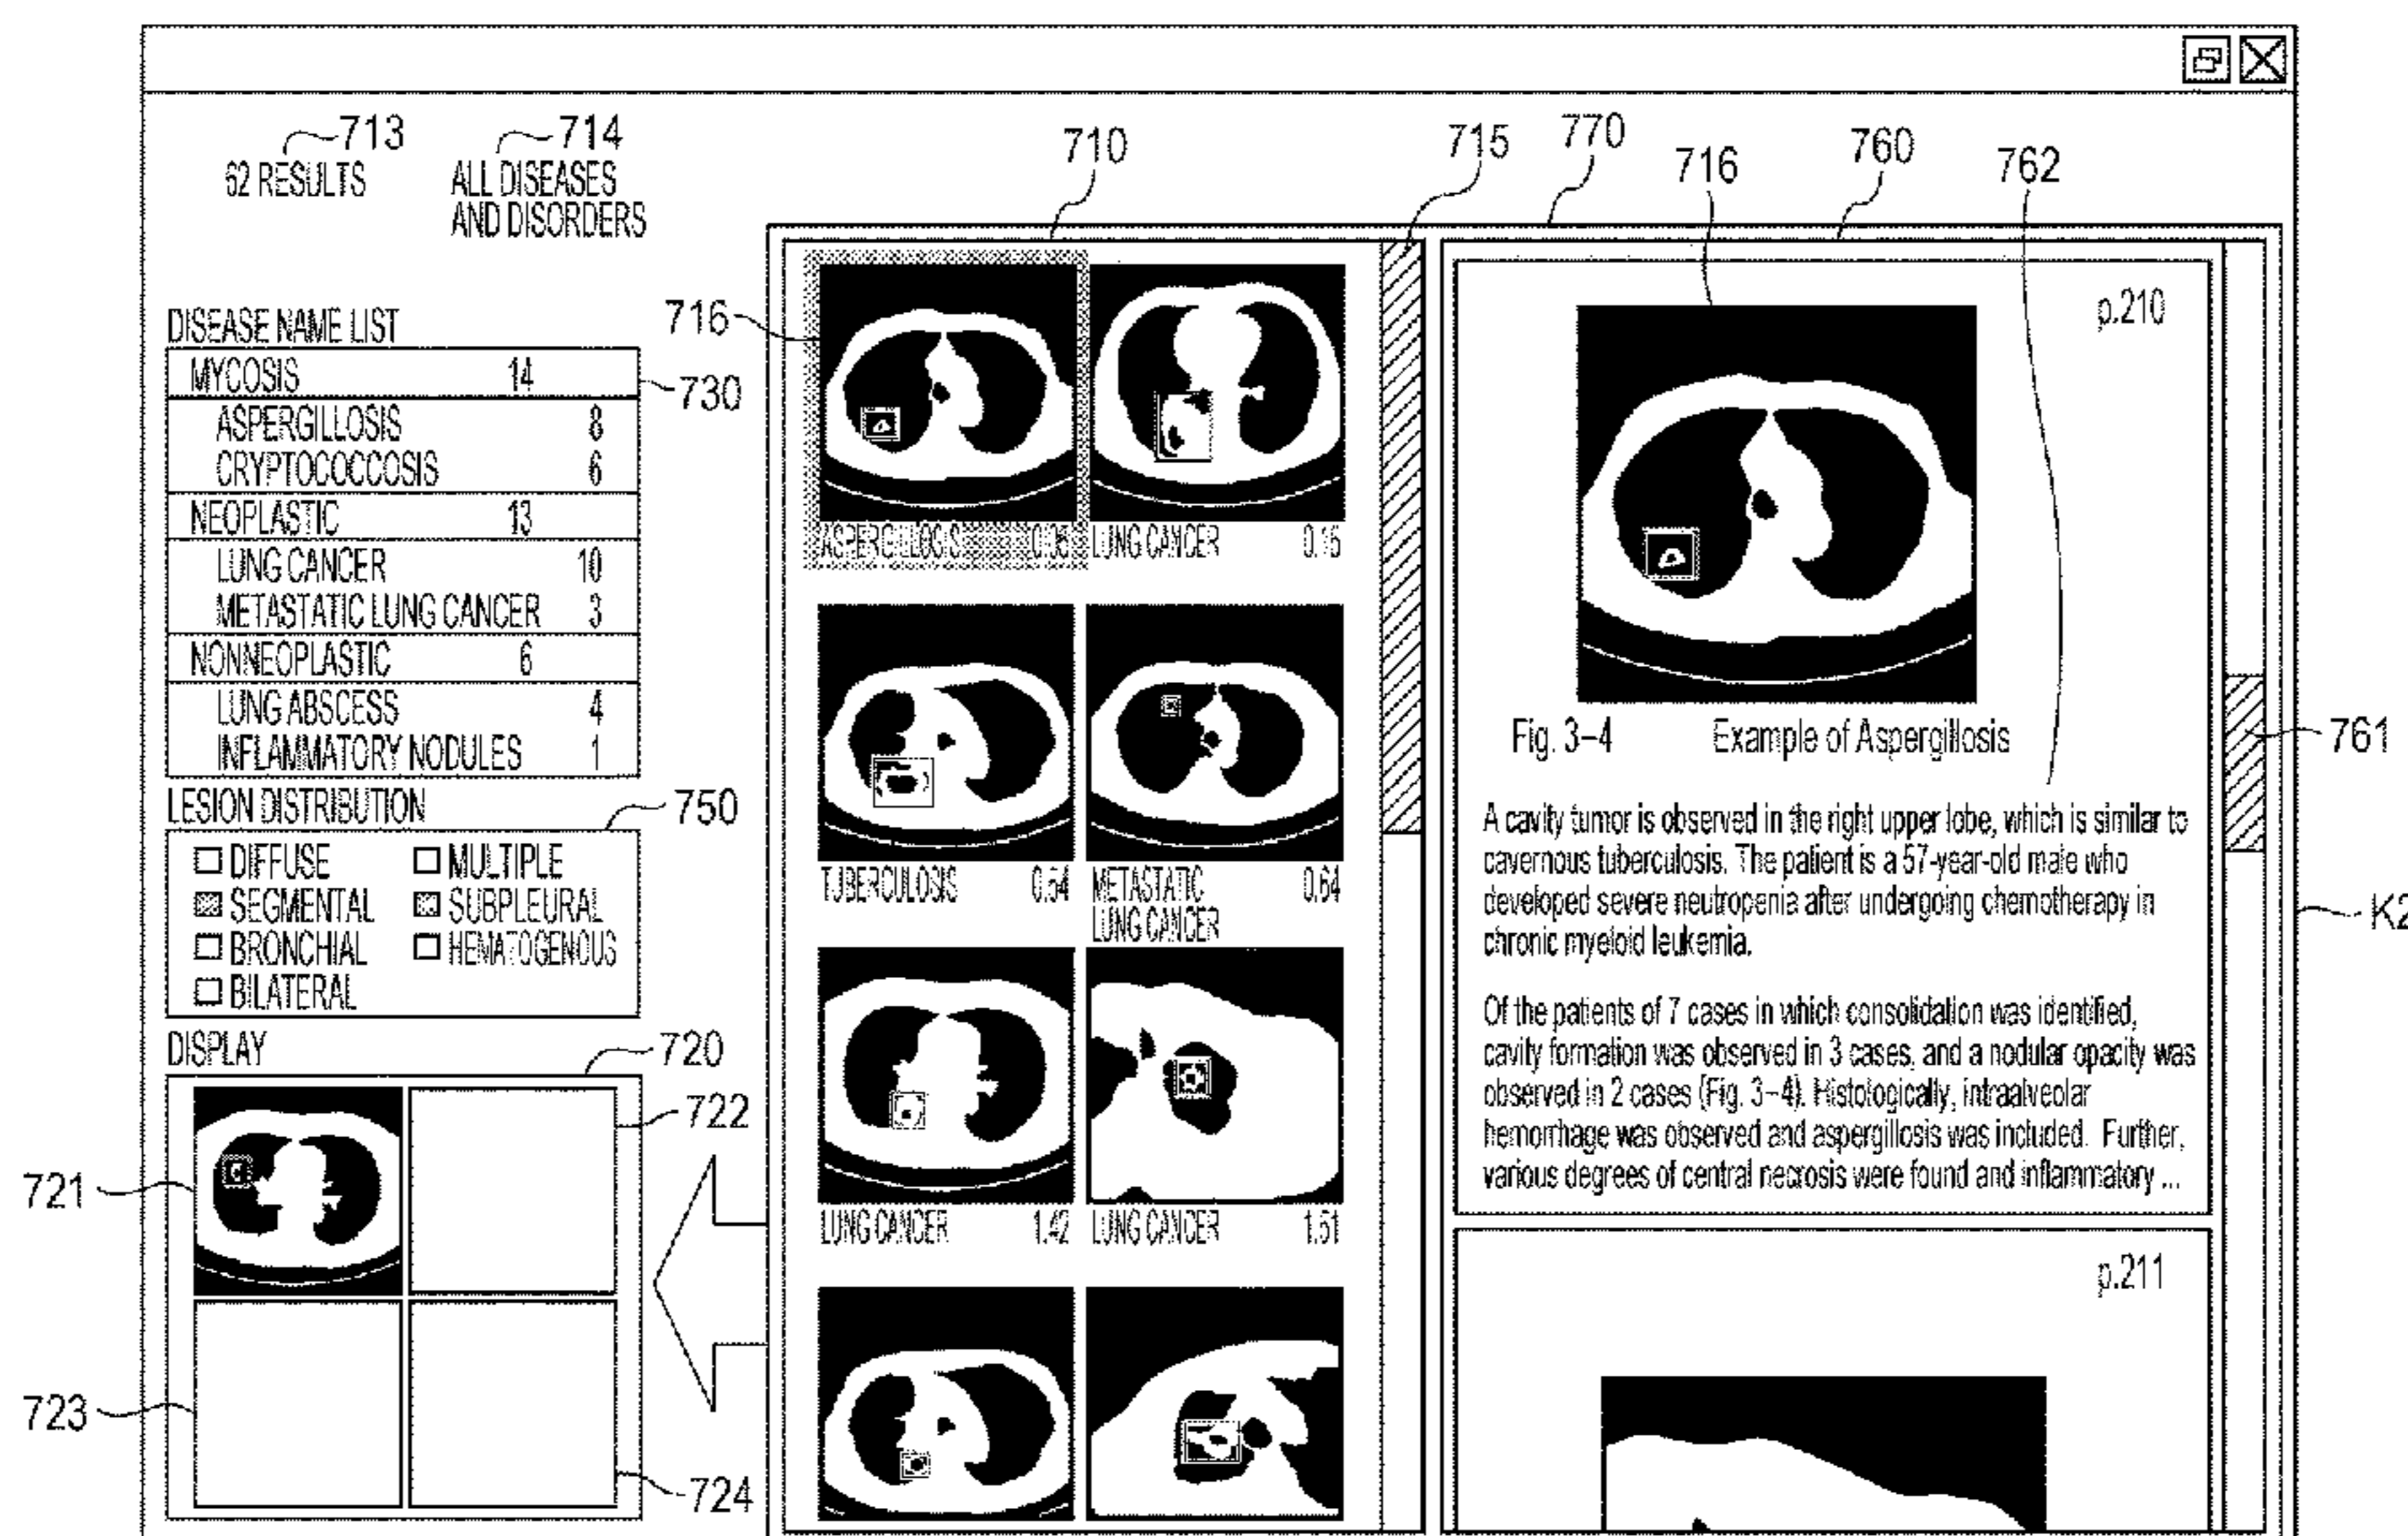 713
714
62 RESULTS
ALL DISEASES
AND DISORDERS
710
715
770
716
760
762
DISEASE NAME LIST
MYCOSIS 14
ASPERGILLOSIS 8
CRYPTOCOCCOSIS 6
NEOPLASTIC 13
LUNG CANCER 10
METASTATIC LUNG CANCER 3
NONNEOPLASTIC 6
LUNG ABSCESS 4
INFLAMMATORY NODULES 1
730
LESION DISTRIBUTION
750
DIFFUSE MULTIPLE
SEGMENTAL SUBPLEURAL
BRONCHIAL HEMATOGENOUS
BILATERAL
DISPLAY
720
721
722
723
724
716
ASPERGILLOSIS LUNG CANCER
TUBERCULOSIS 0.54 METASTATIC 0.64
LUNG CANCER
LUNG CANCER 1.42 LUNG CANCER 1.51
p.210
Fig. 3-4 Example of Aspergillosis
761
A cavity tumor is observed in the right upper lobe, which is similar to
cavernous tuberculosis. The patient is a 57-year-old male who
developed severe neutropenia after undergoing chemotherapy in
chronic myeloid leukemia.
Of the patients of 7 cases in which consolidation was identified,
cavity formation was observed in 3 cases, and a nodular opacity was
observed in 2 cases (Fig. 3-4). Histologically, intraalveolar
hemorrhage was observed and aspergillosis was included. Further,
various degrees of central necrosis were found and inflammatory ...
K2
p.211